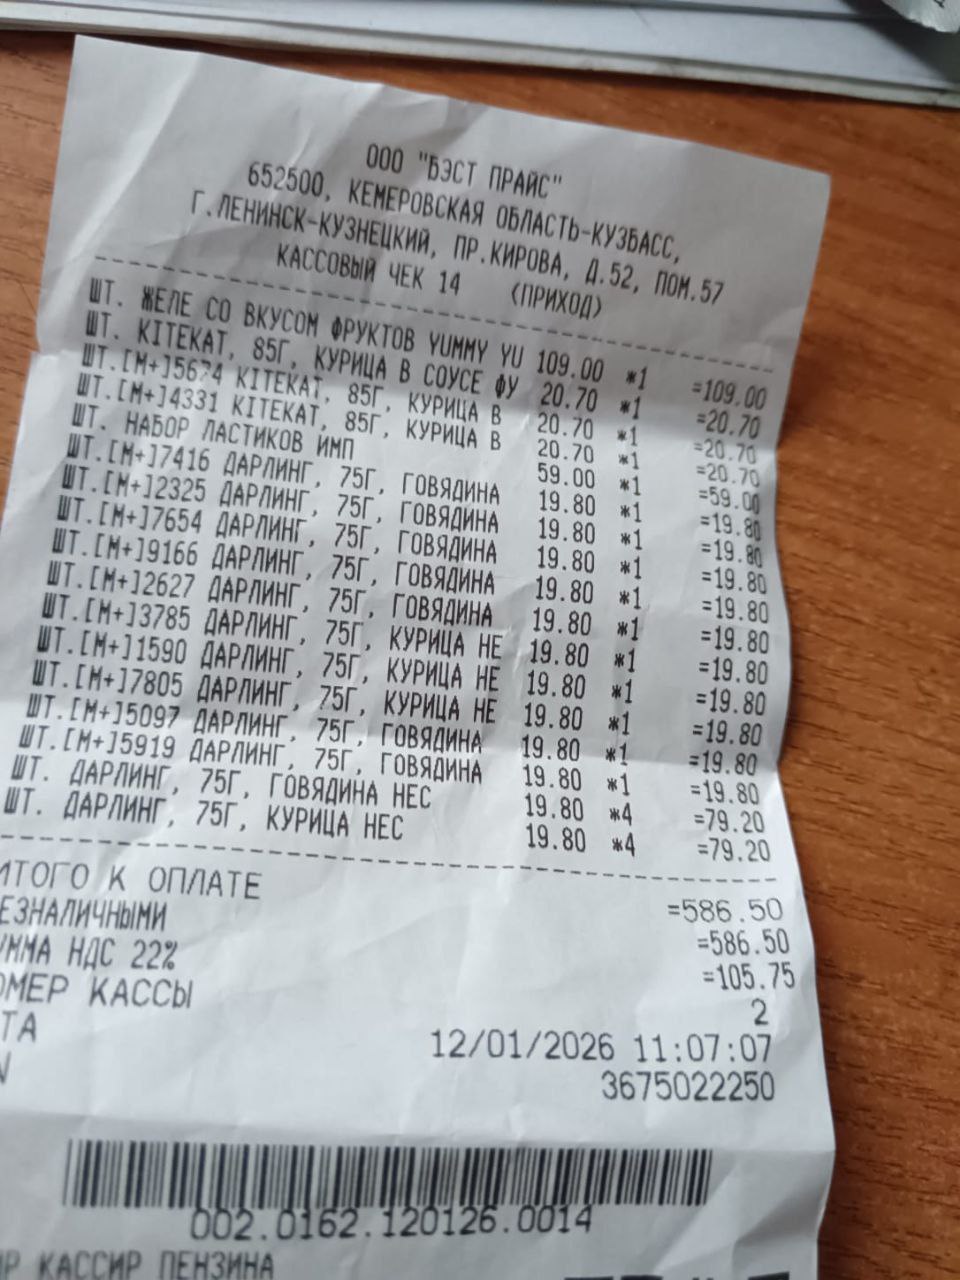 ООО "БЭСТ ПРАЙС"
652500, КЕМЕРОВСКАЯ ОБЛАСТЬ-КУЗБАСС,
Г.ЛЕНИНСК-КУЗНЕЦКИЙ, ПР.КИРОВА, Д.52, ПОМ.57
КАССОВЫЙ ЧЕК 14 (ПРИХОД)
ШТ. ЖЕЛЕ СО ВКУСОМ ФРУКТОВ YUMMY YU 109.00 *1 =109.00
ШТ. KITEKAT, 85Г, КУРИЦА В СОУСЕ ФУ 20.70 *1 =20.70
ШТ.[М+]5674 KITEKAT, 85Г, КУРИЦА В 20.70 *1 =20.70
ШТ.[М+]4331 KITEKAT, 85Г, КУРИЦА В 20.70 *1 =20.70
ШТ. НАБОР ЛАСТИКОВ ИМП 59.00 *1 =59.00
ШТ.[М+]7416 ДАРЛИНГ, 75Г, ГОВЯДИНА 19.80 *1 =19.80
ШТ.[М+]2325 ДАРЛИНГ, 75Г, ГОВЯДИНА 19.80 *1 =19.80
ШТ.[М+]7654 ДАРЛИНГ, 75Г, ГОВЯДИНА 19.80 *1 =19.80
ШТ.[М+]9166 ДАРЛИНГ, 75Г, ГОВЯДИНА 19.80 *1 =19.80
ШТ.[М+]2627 ДАРЛИНГ, 75Г, ГОВЯДИНА 19.80 *1 =19.80
ШТ.[М+]3785 ДАРЛИНГ, 75Г, КУРИЦА НЕ 19.80 *1 =19.80
ШТ.[М+]1590 ДАРЛИНГ, 75Г, КУРИЦА НЕ 19.80 *1 =19.80
ШТ.[М+]7805 ДАРЛИНГ, 75Г, КУРИЦА НЕ 19.80 *1 =19.80
ШТ.[М+]5097 ДАРЛИНГ, 75Г, ГОВЯДИНА 19.80 *1 =19.80
ШТ.[М+]5919 ДАРЛИНГ, 75Г, ГОВЯДИНА 19.80 *1 =19.80
ШТ. ДАРЛИНГ, 75Г, ГОВЯДИНА НЕС 19.80 *4 =79.20
ШТ. ДАРЛИНГ, 75Г, КУРИЦА НЕС 19.80 *4 =79.20
ИТОГО К ОПЛАТЕ =586.50
ЕЗНАЛИЧНЫМИ =586.50
УММА НДС 22% =105.75
ОМЕР КАССЫ 2
ТА 12/01/2026 11:07:07
3675022250
002.0162.120126.0014
КАССИР ПЕНЗИНА